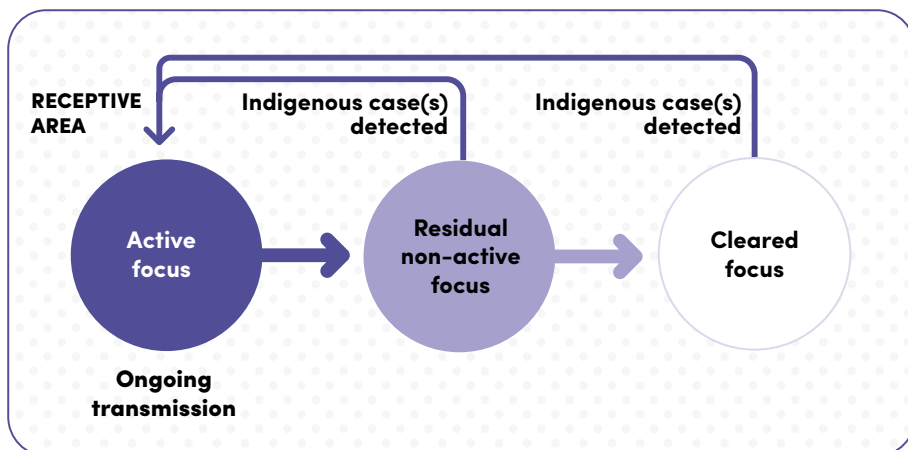 RECEPTIVE
AREA
Indigenous case(s)
detected
Indigenous case(s)
detected
Active
focus
Residual
non-active
focus
Cleared
focus
Ongoing
transmission